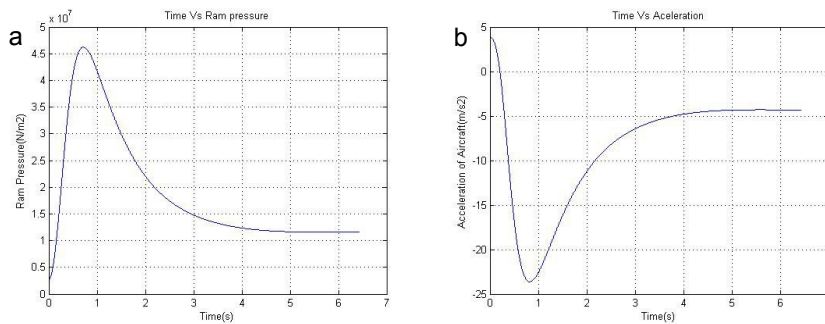 a
Time Vs Ram pressure
x 10^7
5
4.5
4
3.5
3
2.5
2
1.5
1
0.5
0
Ram Pressure(N/m2)
0 1 2 3 4 5 6 7
Time(s)
b
Time Vs Aceleration
5
0
-5
-10
-15
-20
-25
Acceleration of Aircraft(m/s2)
0 1 2 3 4 5 6 7
Time(s)